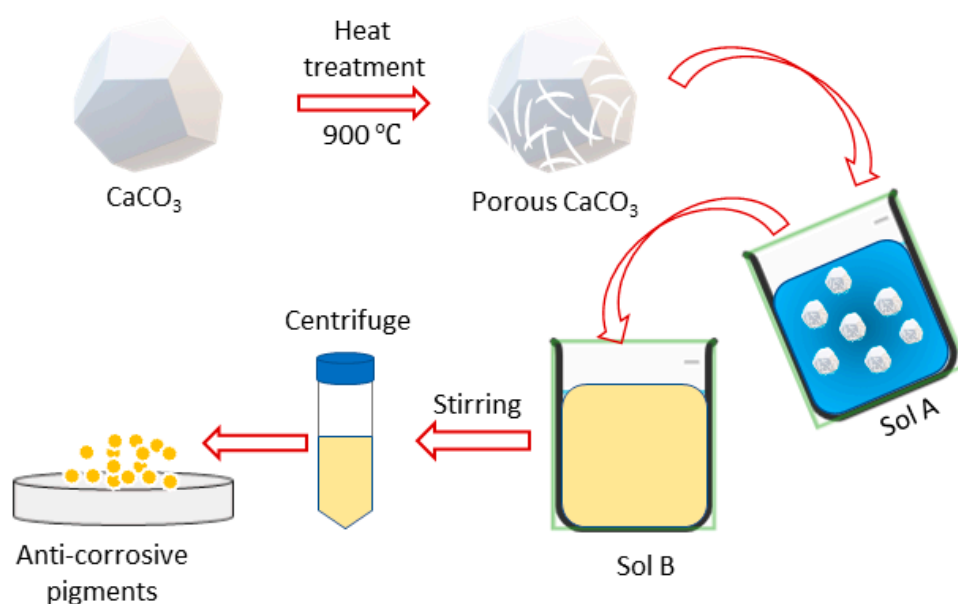 Heat
treatment
900 ℃
CaCO₃
Porous CaCO₃
Sol A
Centrifuge
Stirring
Sol B
Anti-corrosive
pigments